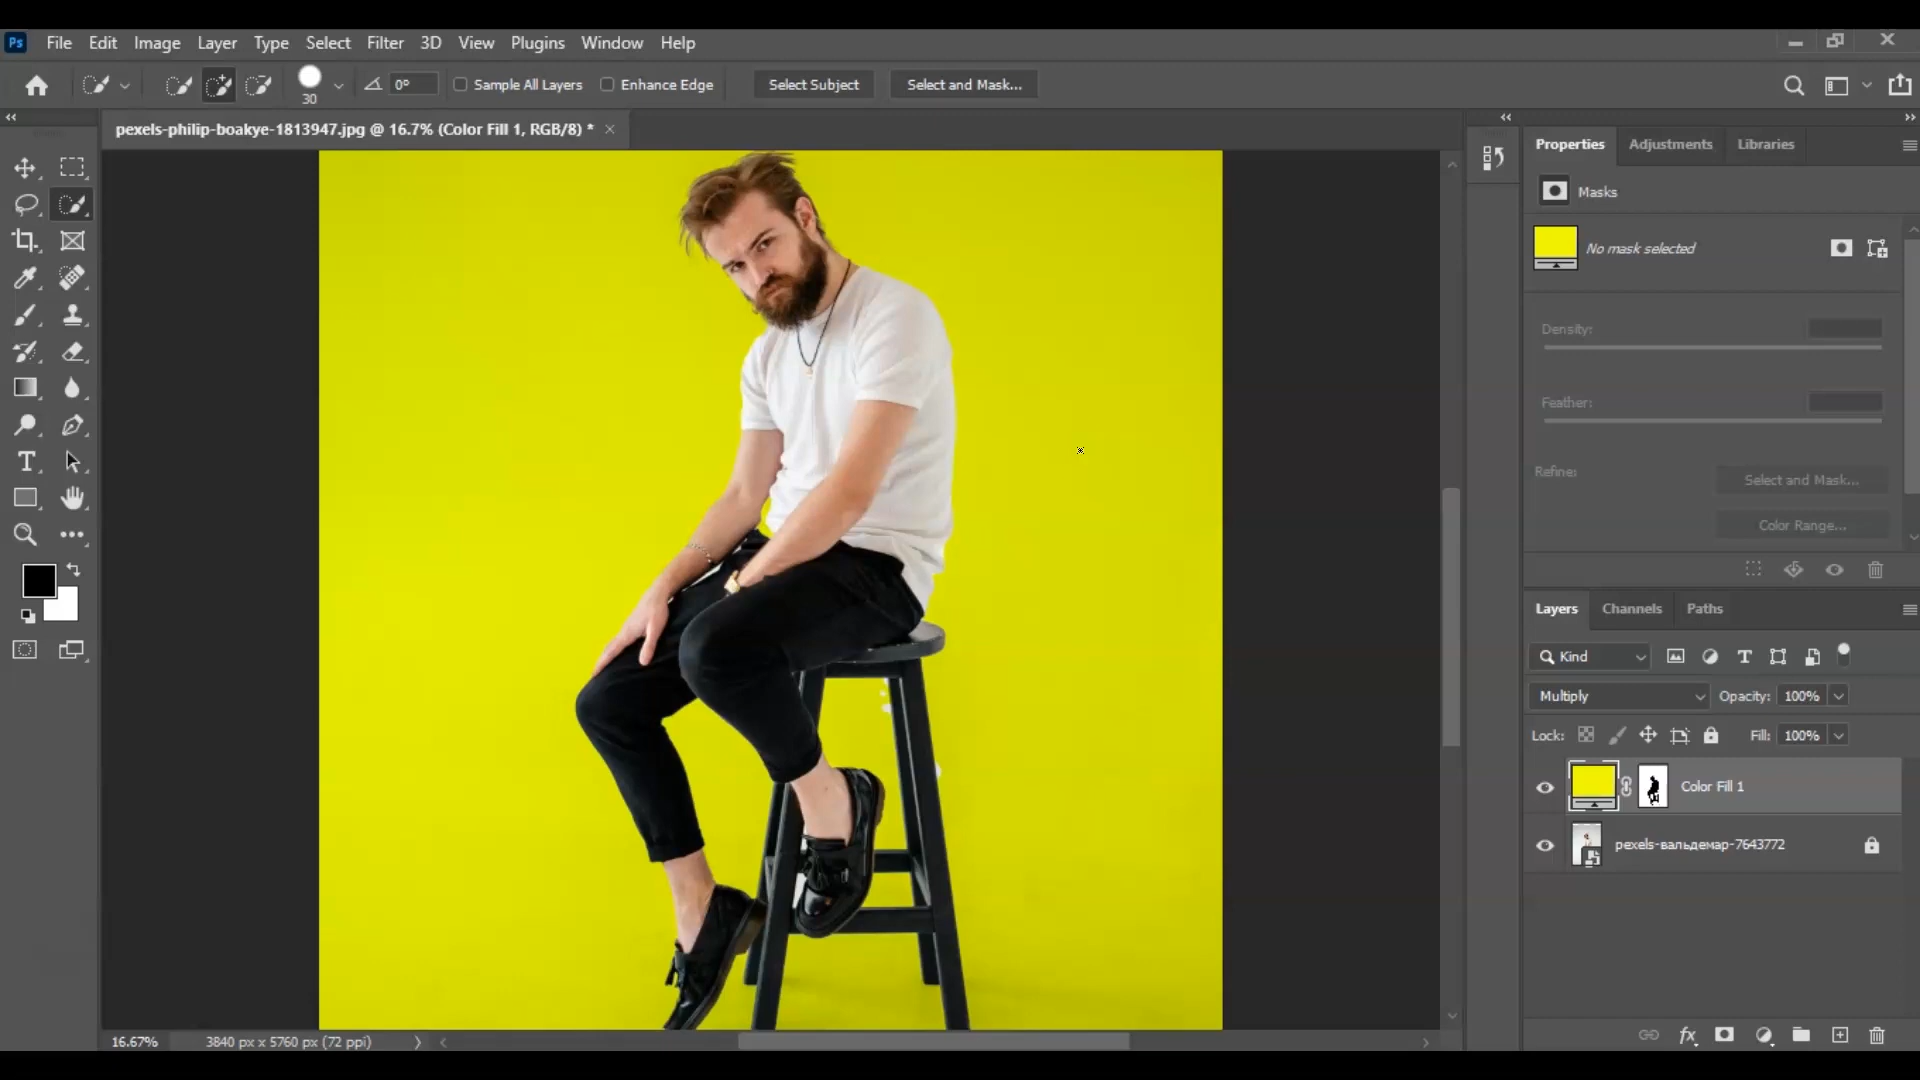 Ps File Edit Image Layer Type Select Filter 3D View Plugins Window Help
30 0° Sample All Layers Enhance Edge Select Subject Select and Mask...
pexels-philip-boakye-1813947.jpg @ 16.7% (Color Fill 1, RGB/8) *
Properties Adjustments Libraries
Masks
No mask selected
Density:
Feather:
Refine:
Select and Mask...
Color Range...
Layers Channels Paths
Kind
Multiply Opacity: 100%
Lock: Fill: 100%
Color Fill 1
pexels-вальдемар-7643772
16.67% 3840 px x 5760 px (72 ppi)